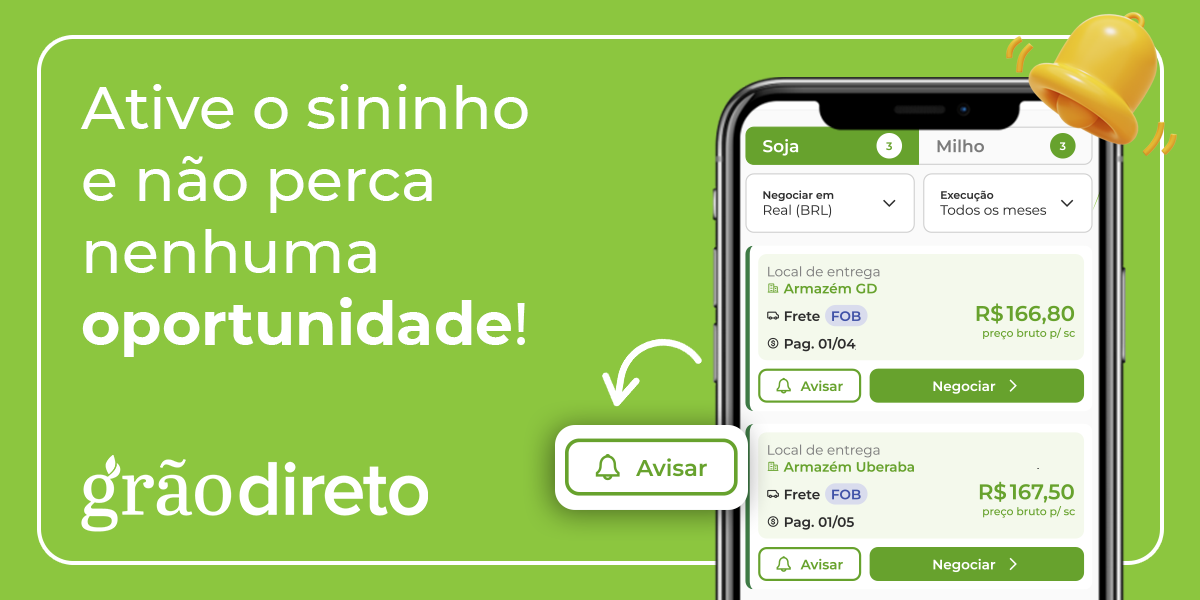 Ative o sininho
e não perca
nenhuma
oportunidade!
grãodireto
Avisar
Soja 3
Milho 3
Negociar em
Real (BRL)
Execução
Todos os meses
Local de entrega
Armazém GD
Frete FOB
Pag. 01/04
R$ 166,80
preço bruto p/ sc
Avisar
Negociar
Local de entrega
Armazém Uberaba
Frete FOB
Pag. 01/05
R$ 167,50
preço bruto p/ sc
Avisar
Negociar